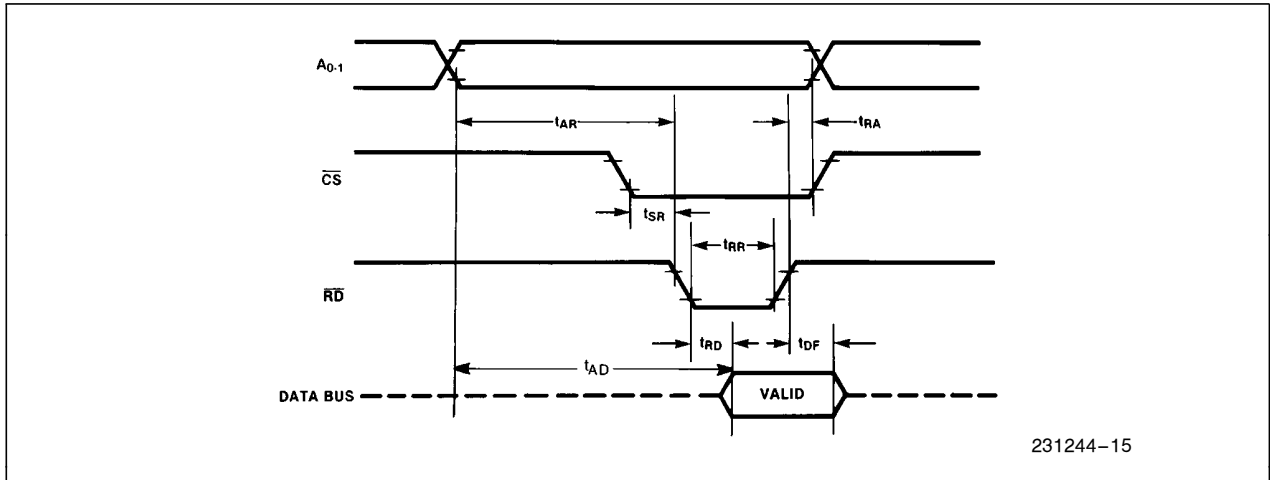 A0-1
tAR
tRA
CS
tSR
tRR
RD
tRD
tDF
tAD
DATA BUS
VALID
231244–15